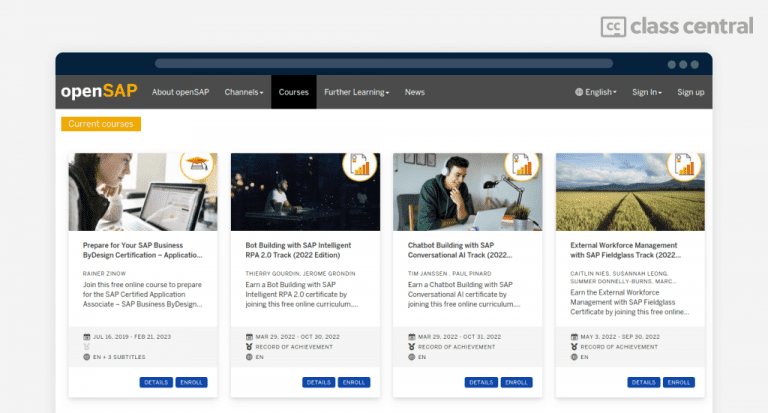 cc class central
openSAP About openSAP Channels Courses Further Learning News English Sign In Sign up
Current courses
Prepare for Your SAP Business
ByDesign Certification – Applicatio...
RAINER ZINOW
Join this free online course to prepare
for the SAP Certified Application
Associate – SAP Business ByDesign...
JUL 16, 2019 - FEB 21, 2023
EN + 3 SUBTITLES
DETAILS ENROLL
Bot Building with SAP Intelligent
RPA 2.0 Track (2022 Edition)
THIERRY GOURDIN, JEROME GRONDIN
Earn a Bot Building with SAP
Intelligent RPA 2.0 certificate by
joining this free online curriculum....
MAR 29, 2022 - OCT 30, 2022
RECORD OF ACHIEVEMENT
EN
DETAILS ENROLL
Chatbot Building with SAP
Conversational AI Track (2022...
TIM JANSSEN , PAUL PINARD
Earn a Chatbot Building with SAP
Conversational AI certificate by
joining this free online curriculum....
MAR 29, 2022 - OCT 31, 2022
RECORD OF ACHIEVEMENT
EN
DETAILS ENROLL
External Workforce Management
with SAP Fieldglass Track (2022...
CAITLIN NIES, SUSANNAH LEONG,
SUMMER DONNELLY-BURNS, MARC...
Earn the External Workforce
Management with SAP Fieldglass
Certificate by joining this free online...
MAY 3, 2022 - SEP 30, 2022
RECORD OF ACHIEVEMENT
EN
DETAILS ENROLL